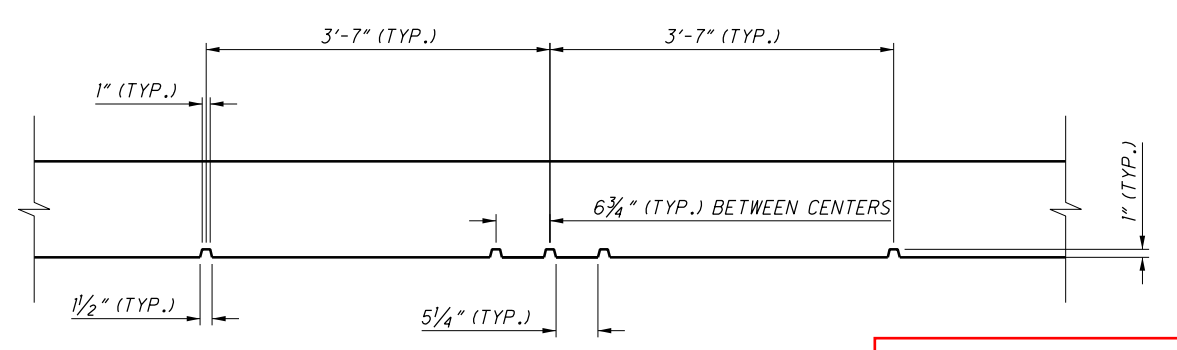 3'-7" (TYP.)
3'-7" (TYP.)
1" (TYP.)
1" (TYP.)
6¾" (TYP.) BETWEEN CENTERS
1½" (TYP.)
5¼" (TYP.)